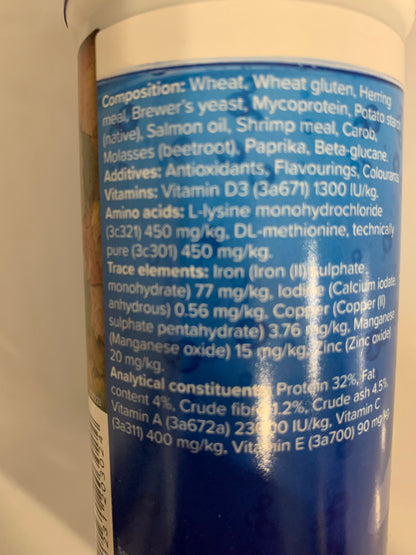 Composition: Wheat, Wheat gluten, Herring
meal, Brewer's yeast, Mycoprotein, Potato starch
(native), Salmon oil, Shrimp meal, Carob,
Molasses (beetroot), Paprika, Beta-glucane.
Additives: Antioxidants, Flavourings, Colourants
Vitamins: Vitamin D3 (3a671) 1300 IU/kg.
Amino acids: L-lysine monohydrochloride
(3c321) 450 mg/kg, DL-methionine, technically
pure (3c301) 450 mg/kg.
Trace elements: Iron (Iron (II) sulphate
monohydrate) 77 mg/kg, Iodine (Calcium iodate,
anhydrous) 0.56 mg/kg, Copper (Copper (II)
sulphate pentahydrate) 3.76 mg/kg, Manganese
(Manganese oxide) 15 mg/kg, Zinc (Zinc oxide)
20 mg/kg.
Analytical constituents: Protein 32%, Fat
content 4%, Crude fibre 1.2%, Crude ash 4.5%
Vitamin A (3a672a) IU/kg, Vitamin C
(3a311) 400 mg/kg, Vitamin E (3a700) 90 mg/kg